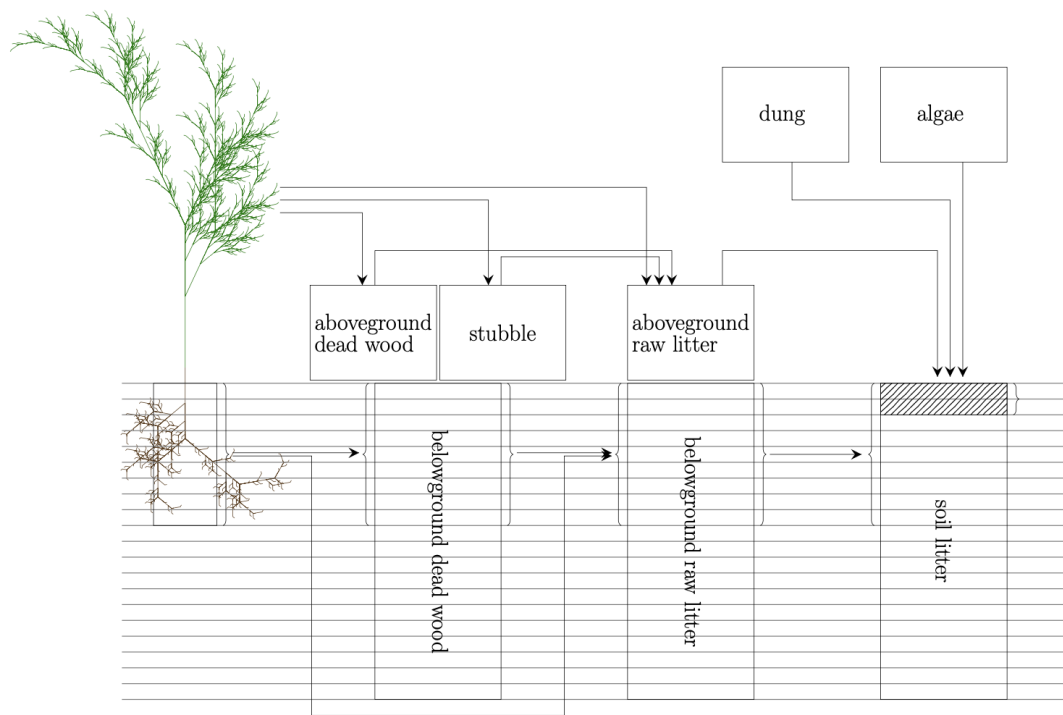 dung
algae
aboveground
dead wood
stubble
aboveground
raw litter
belowground dead wood
belowground raw litter
soil litter